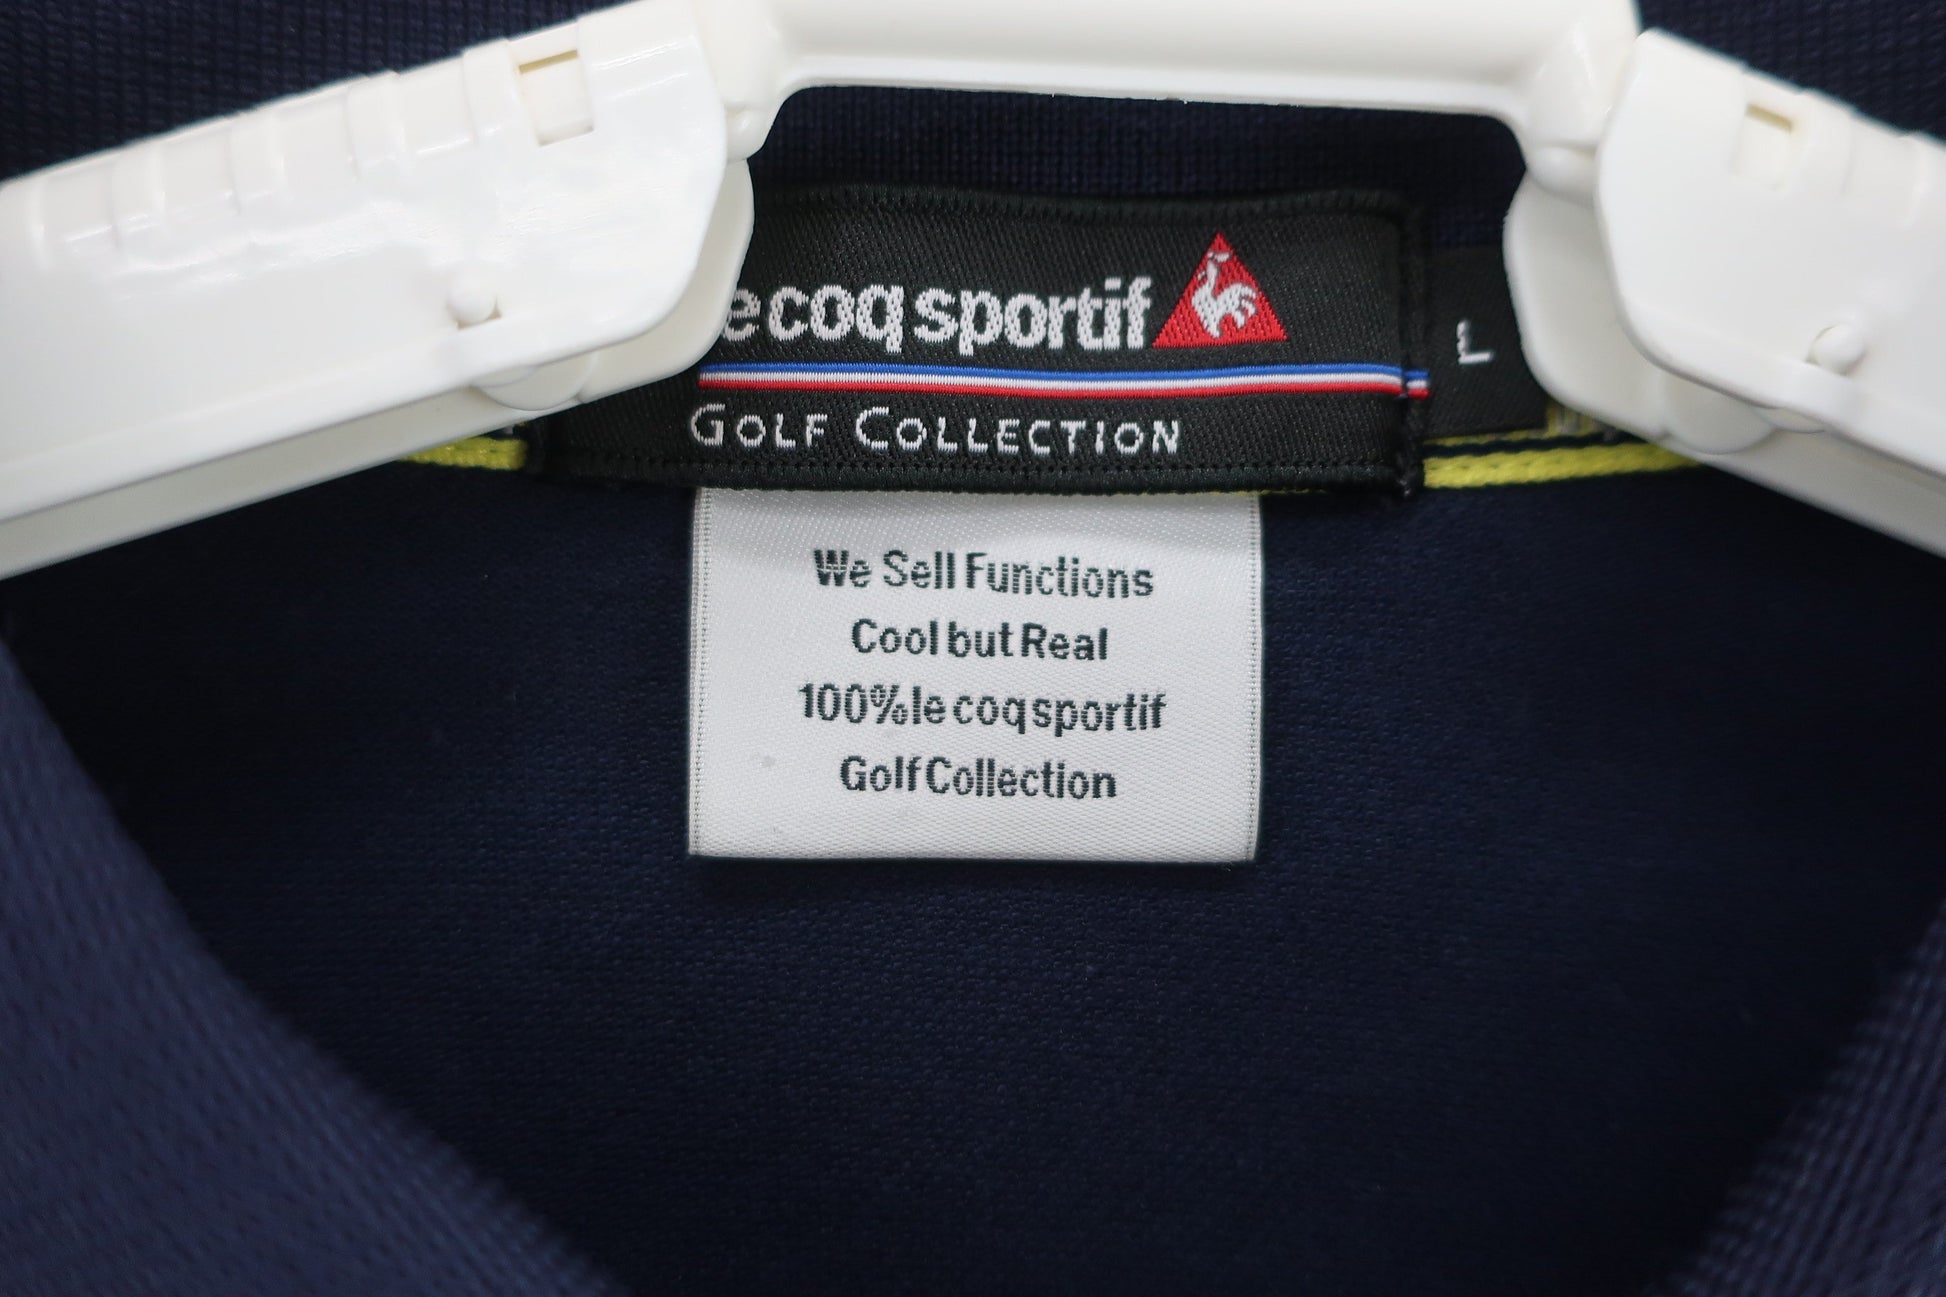 le coq sportif
L
GOLF COLLECTION
We Sell Functions
Cool but Real
100% le coq sportif
Golf Collection